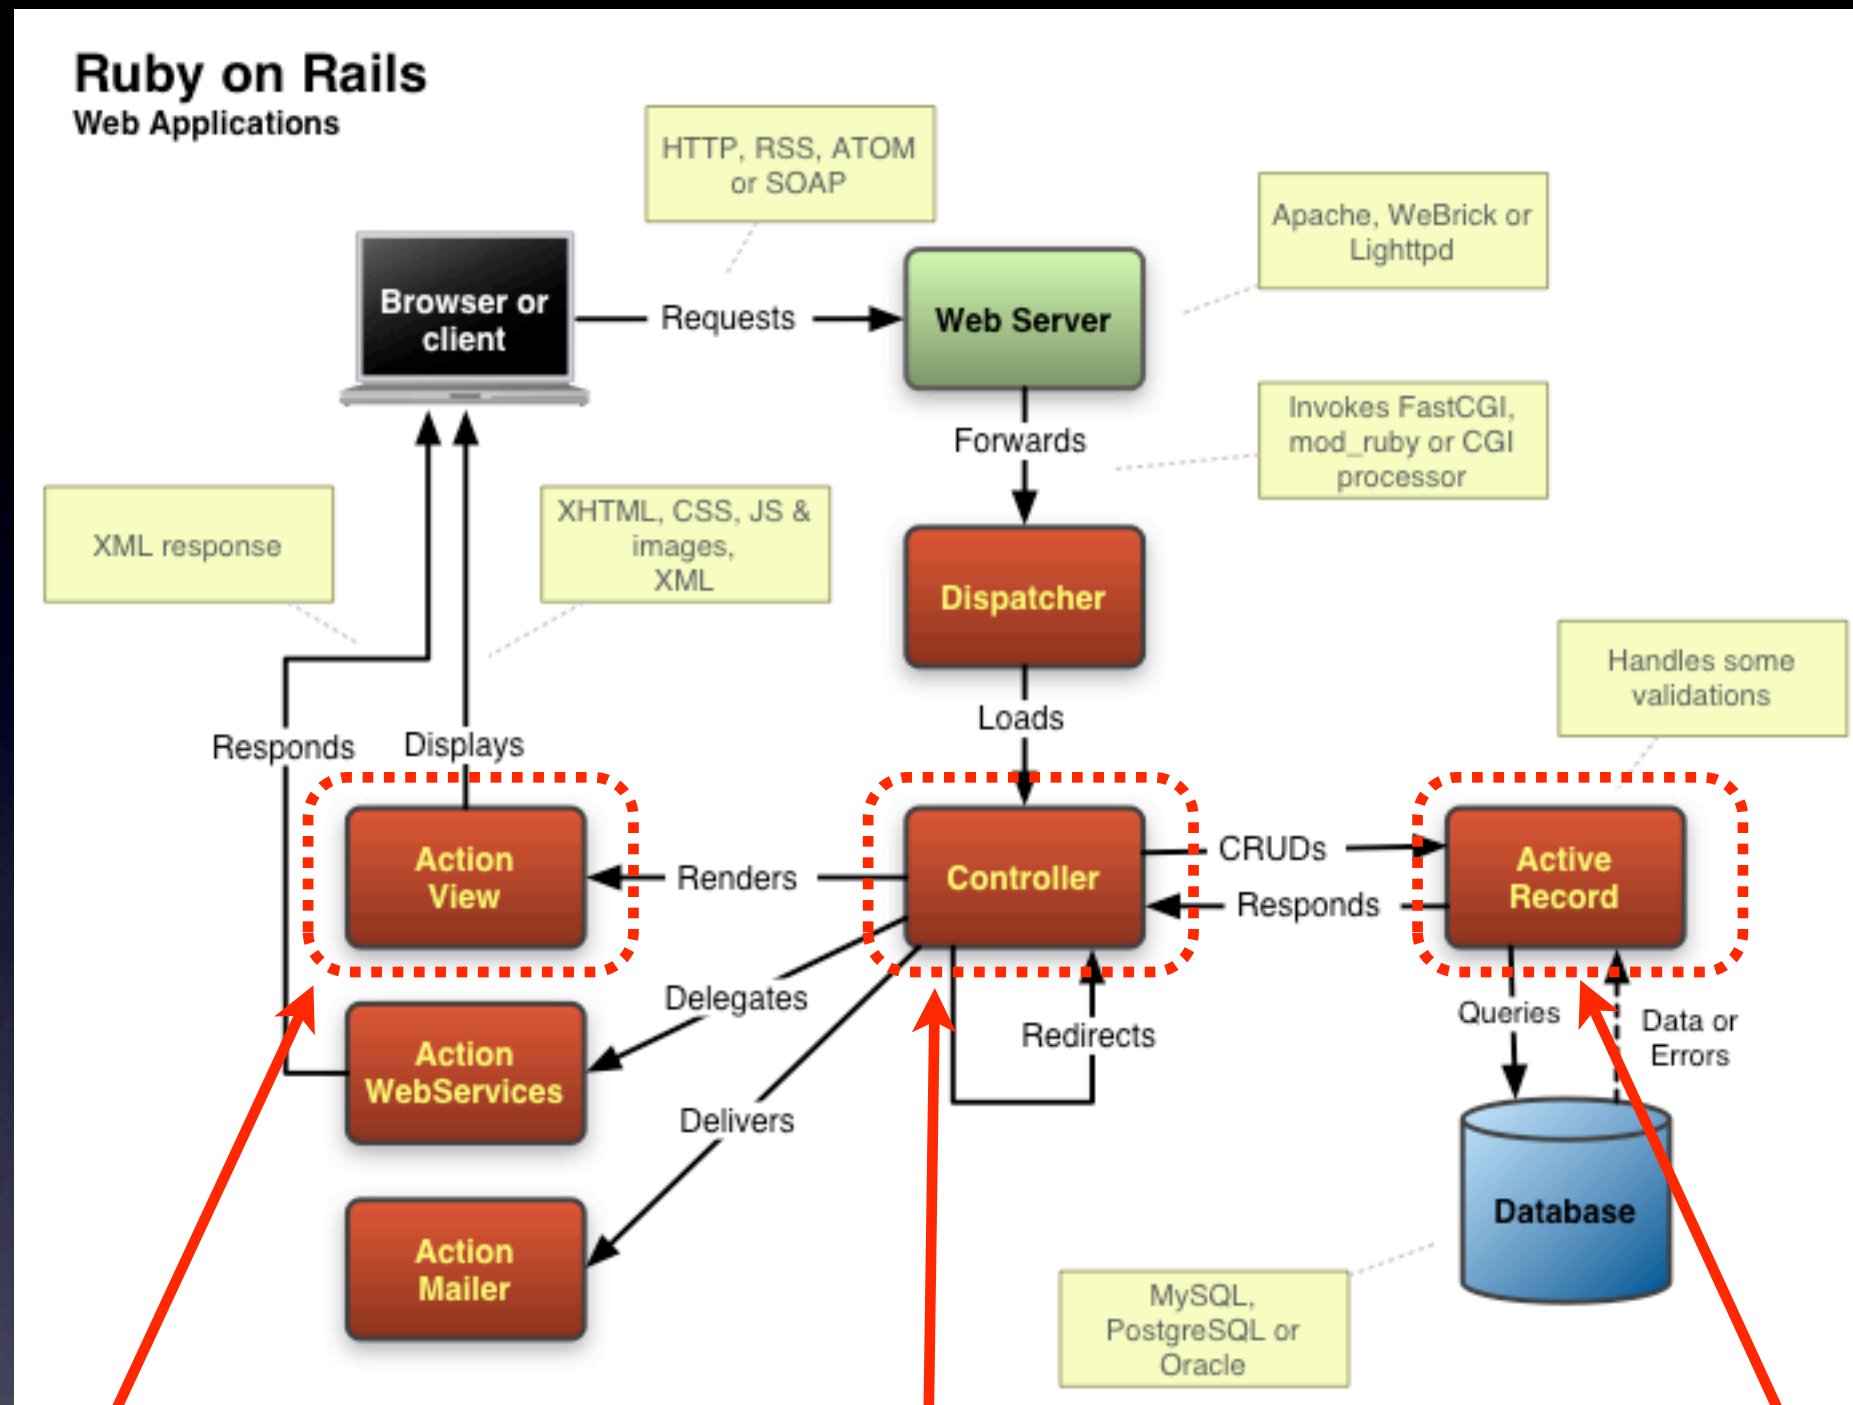 Ruby on Rails
Web Applications
HTTP, RSS, ATOM
or SOAP
Apache, WeBrick or
Lighttpd
Browser or
client
Requests
Web Server
Forwards
Invokes FastCGI,
mod_ruby or CGI
processor
XML response
XHTML, CSS, JS &
images,
XML
Dispatcher
Handles some
validations
Loads
Responds
Displays
Action
View
Renders
Controller
CRUDs
Responds
Active
Record
Delegates
Redirects
Queries
Data or
Errors
Action
WebServices
Delivers
Database
Action
Mailer
MySQL,
PostgreSQL or
Oracle